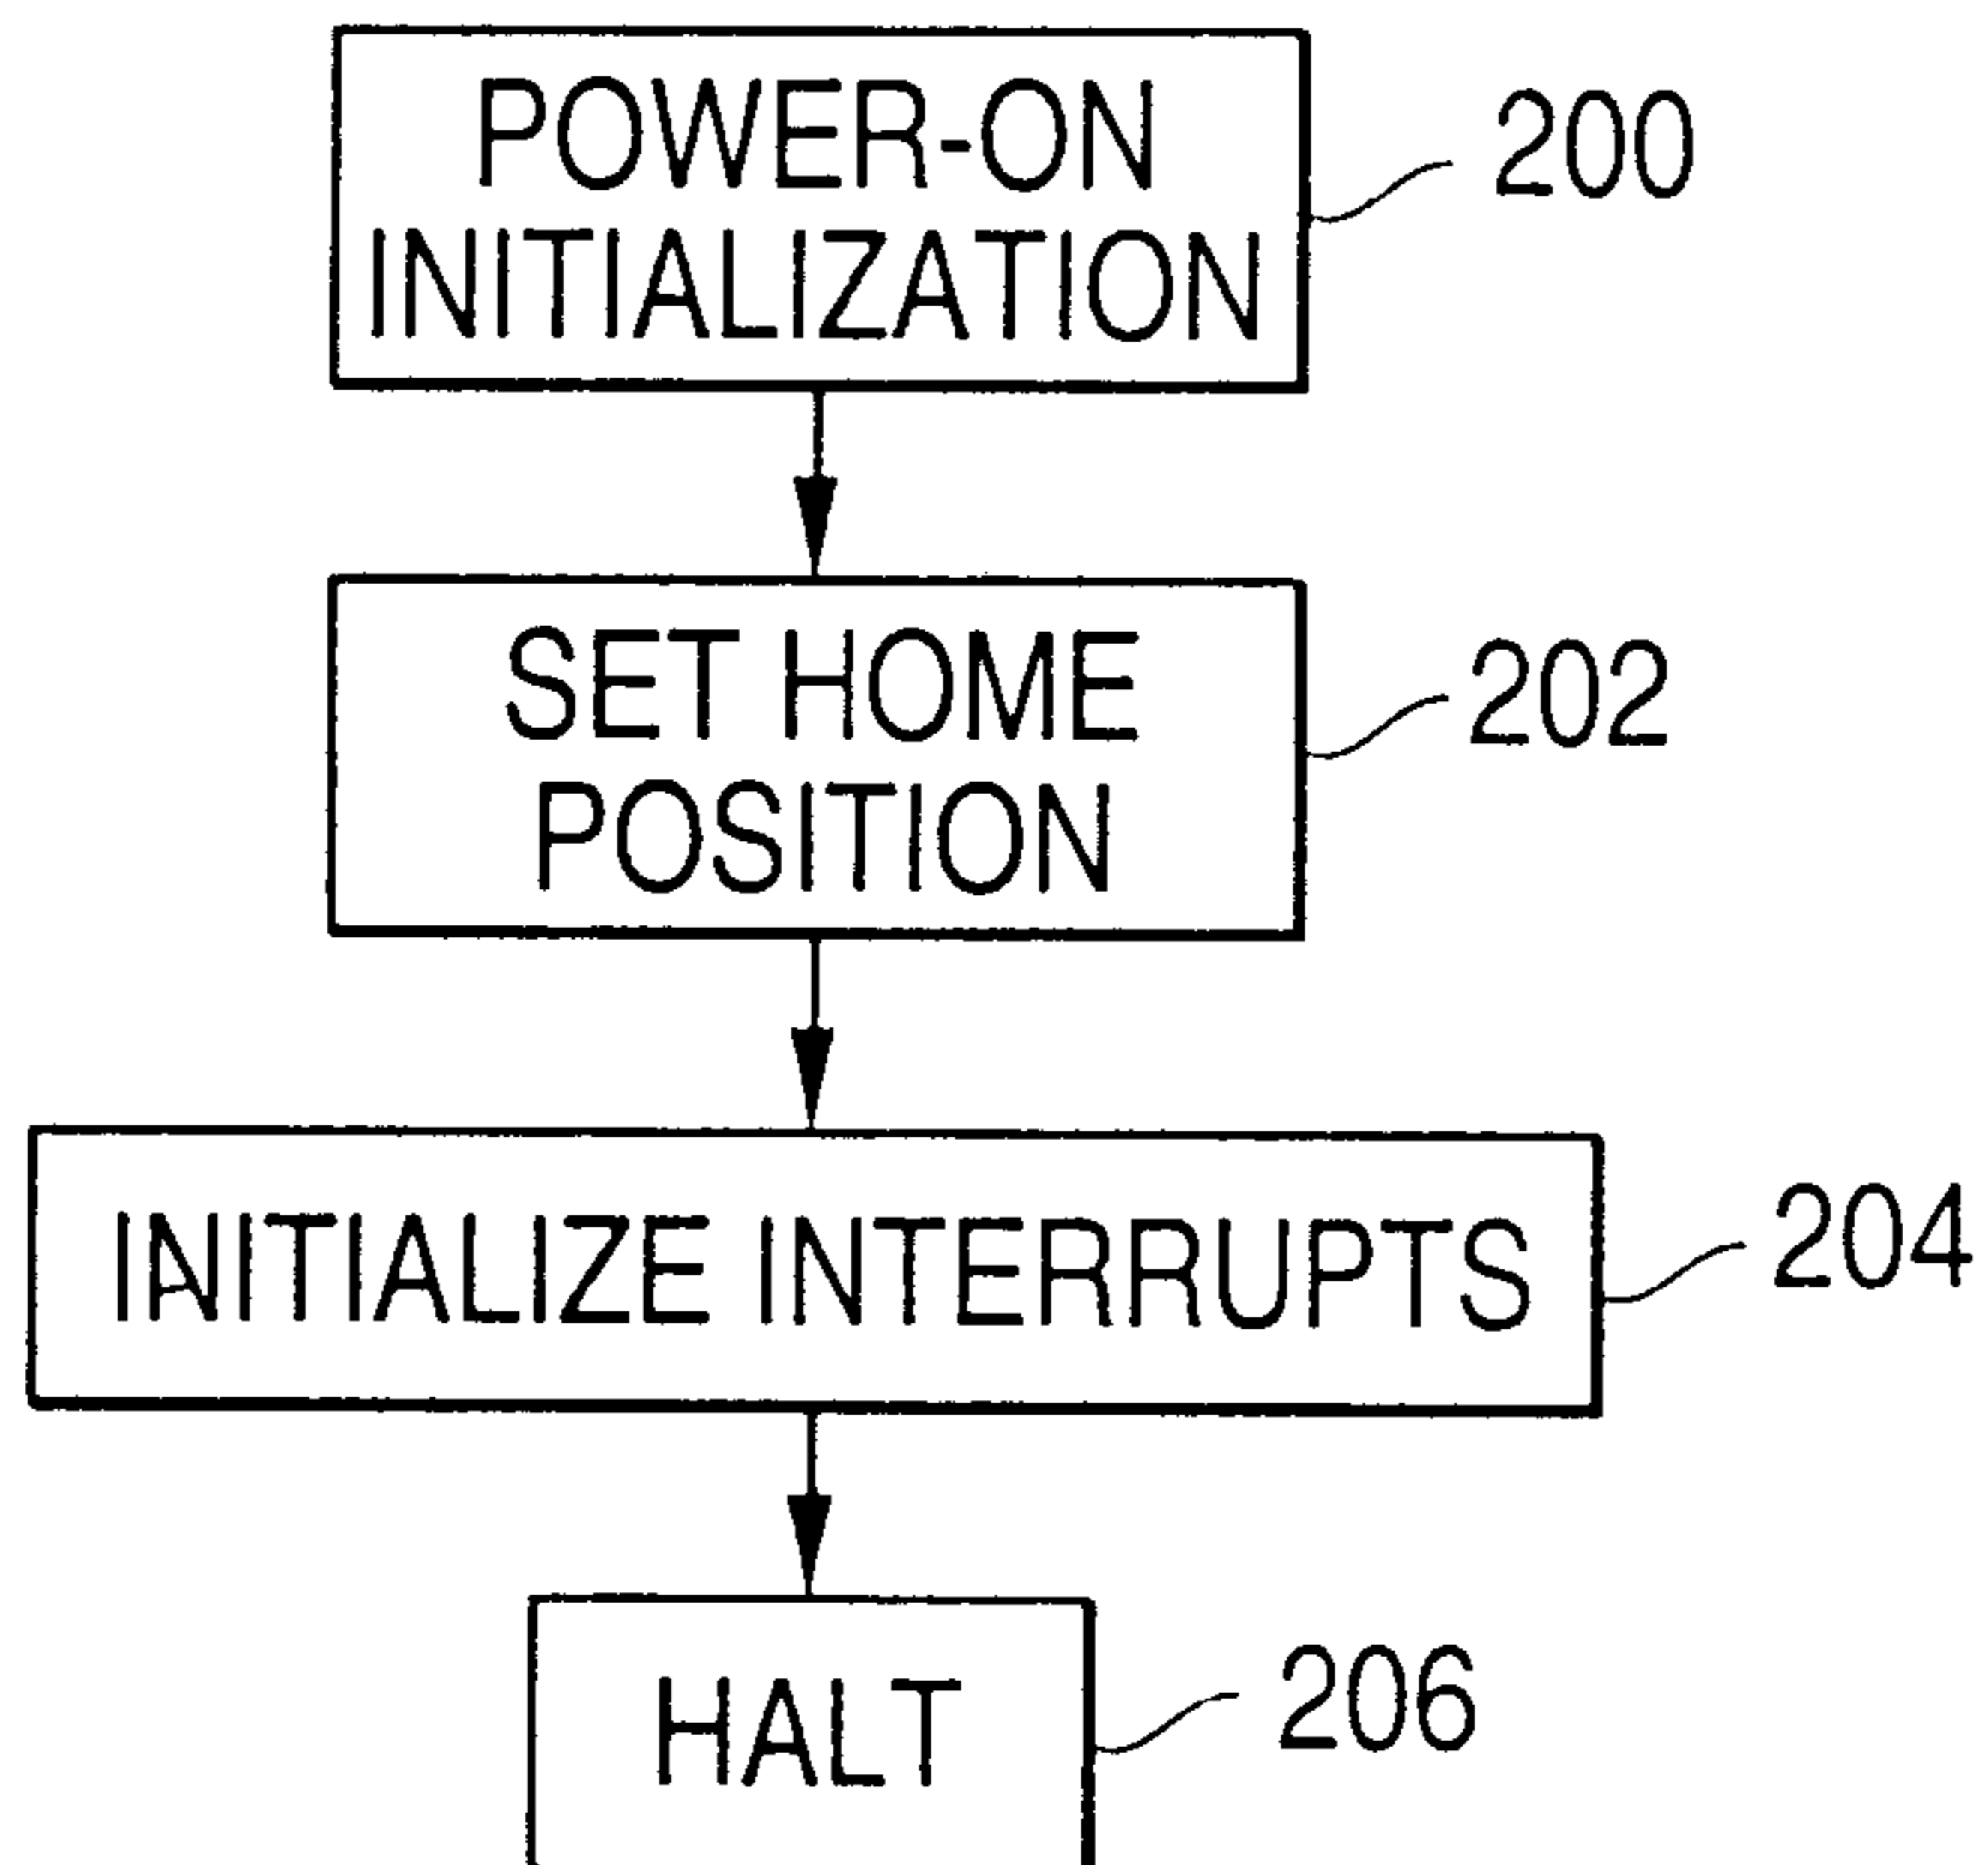 POWER-ON
INITIALIZATION
200
SET HOME
POSITION
202
INITIALIZE INTERRUPTS
204
HALT
206